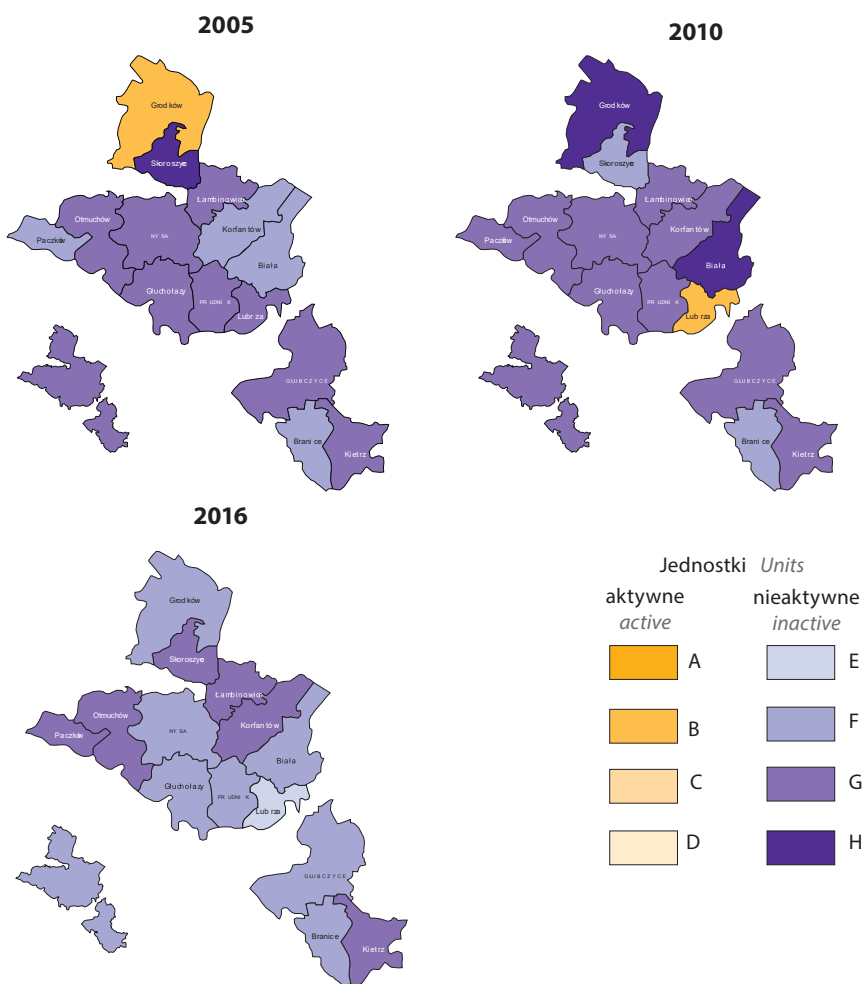 2005
Grodków
Skoroszyce
Łambinowice
Otmuchów
NYSA
Korfantów
Paczków
Biała
Głuchołazy
PRUDNIK
Lubrza
GŁUBCZYCE
Branice
Kietrz
2010
Grodków
Skoroszyce
Łambinowice
Otmuchów
NYSA
Korfantów
Paczków
Biała
Głuchołazy
PRUDNIK
Lubrza
GŁUBCZYCE
Branice
Kietrz
2016
Grodków
Skoroszyce
Łambinowice
Otmuchów
Paczków
NYSA
Korfantów
Biała
Głuchołazy
PRUDNIK
Lubrza
GŁUBCZYCE
Branice
Kietrz
Jednostki Units
aktywne nieaktywne
active inactive
A E
B F
C G
D H